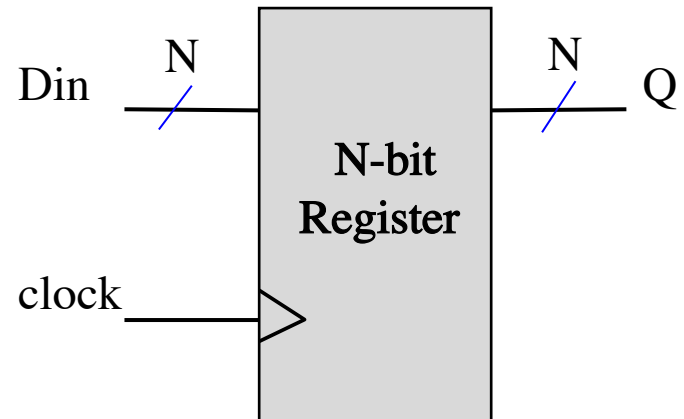 Din
N
N
Q
N-bit
Register
clock